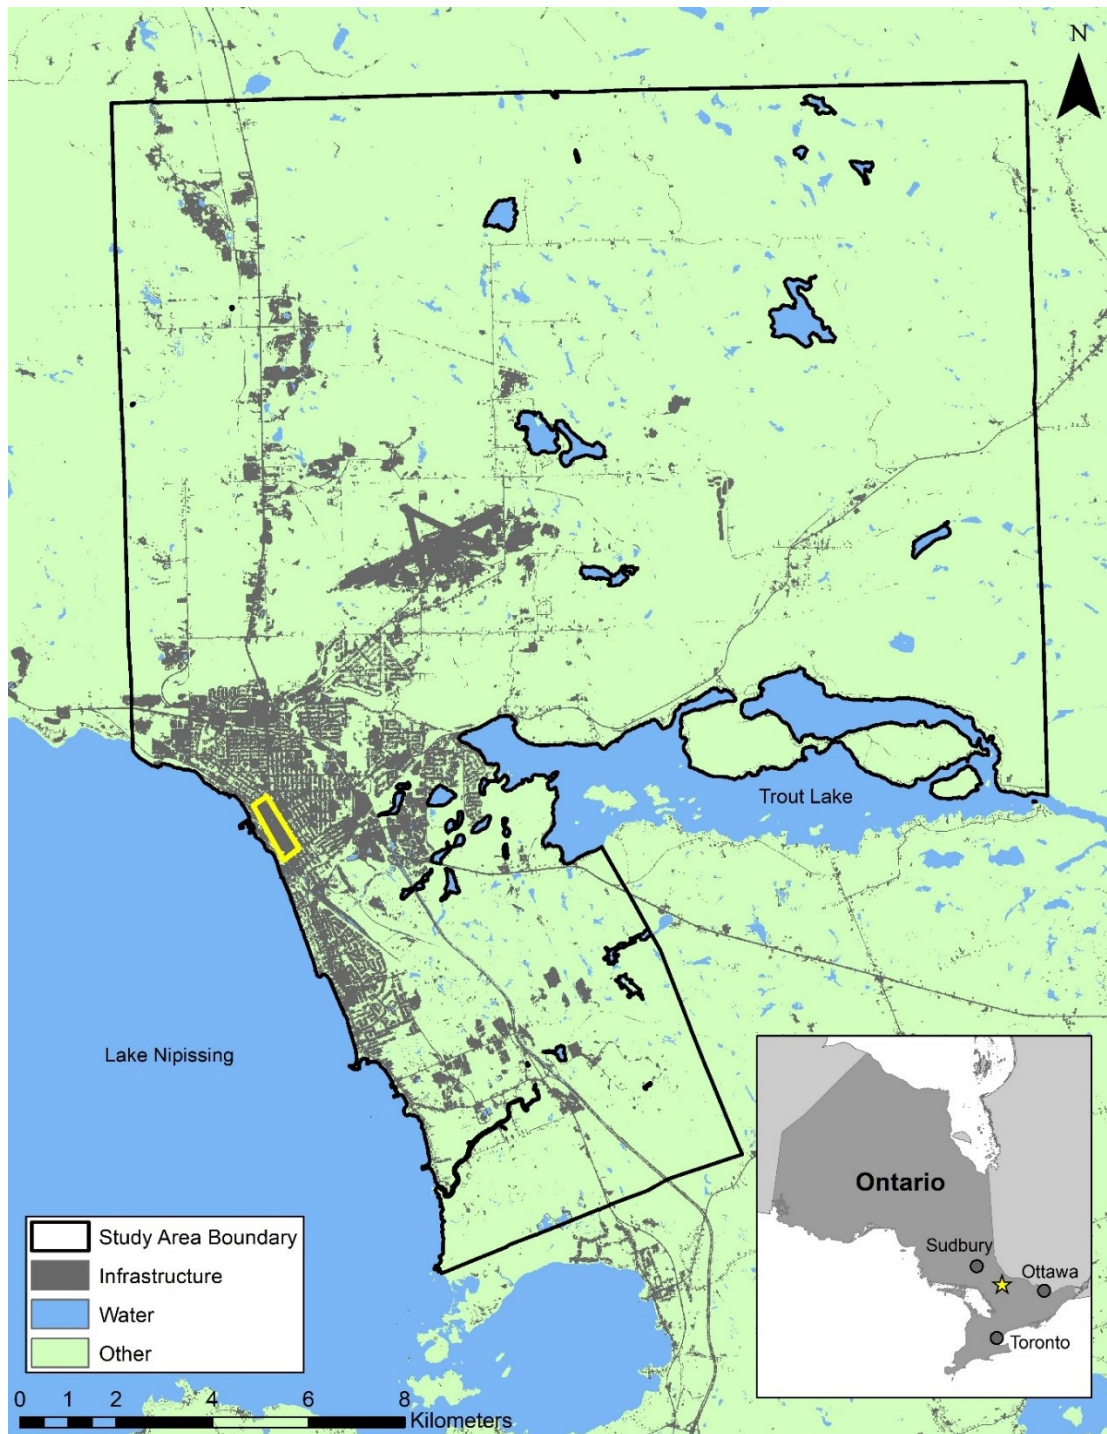 N
Trout Lake
Lake Nipissing
Ontario
Sudbury
Ottawa
Toronto
Study Area Boundary
Infrastructure
Water
Other
0 1 2 4 6 8
Kilometers